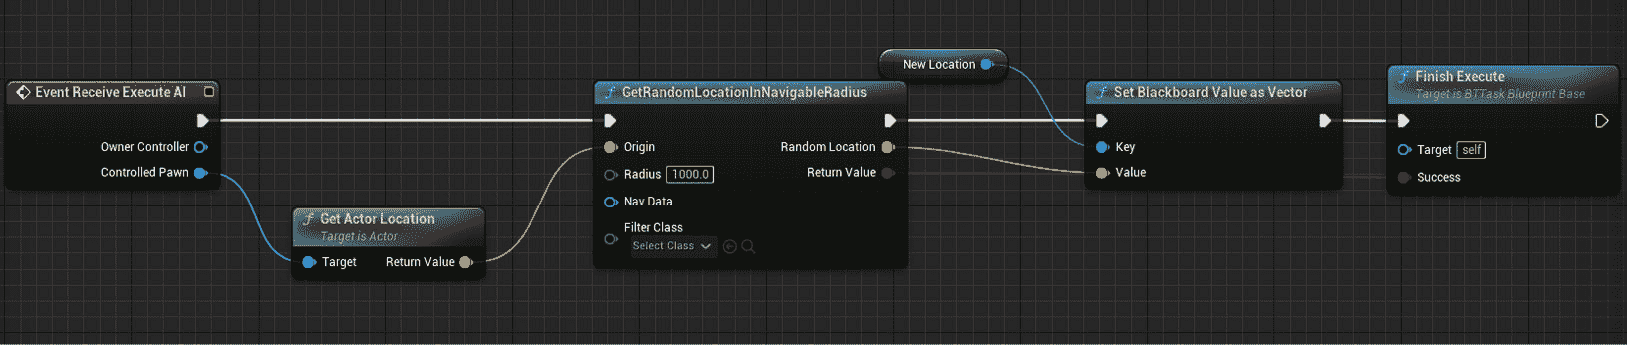 Event Receive Execute AI
Owner Controller
Controlled Pawn
Get Actor Location
Target is Actor
Target Return Value
GetRandomLocationInNavigableRadius
Origin Random Location
Radius 1000.0 Return Value
Nav Data
Filter Class
Select Class
New Location
Set Blackboard Value as Vector
Key
Value
Finish Execute
Target is BTTask Blueprint Base
Target self
Success